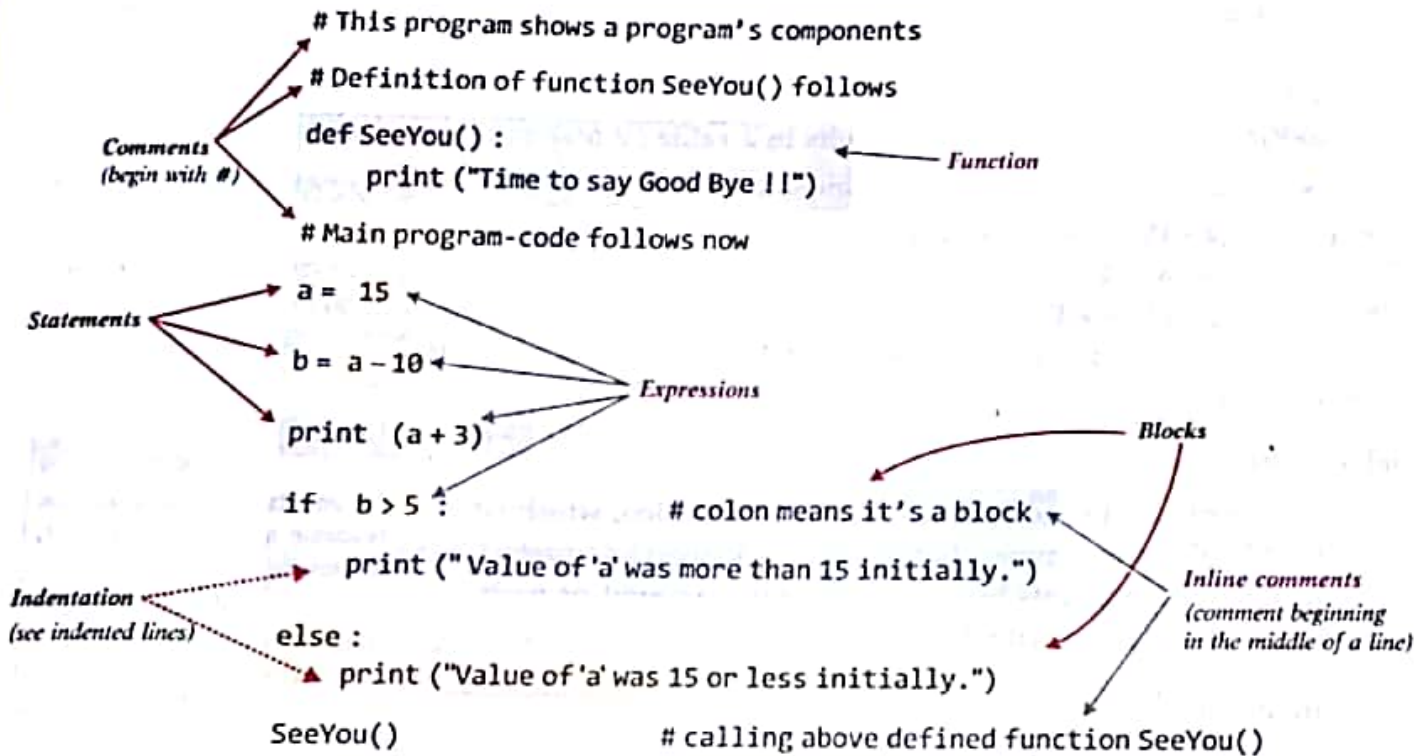 # This program shows a program's components
# Definition of function SeeYou() follows
def SeeYou() :
Comments
(begin with #)
Function
print ("Time to say Good Bye !!")
# Main program-code follows now
a = 15
Statements
b = a - 10
Expressions
print (a + 3)
Blocks
if b > 5 : # colon means it's a block
print (" Value of 'a' was more than 15 initially.")
Inline comments
(comment beginning
in the middle of a line)
Indentation
(see indented lines)
else :
print ("Value of 'a' was 15 or less initially.")
SeeYou() # calling above defined function SeeYou()